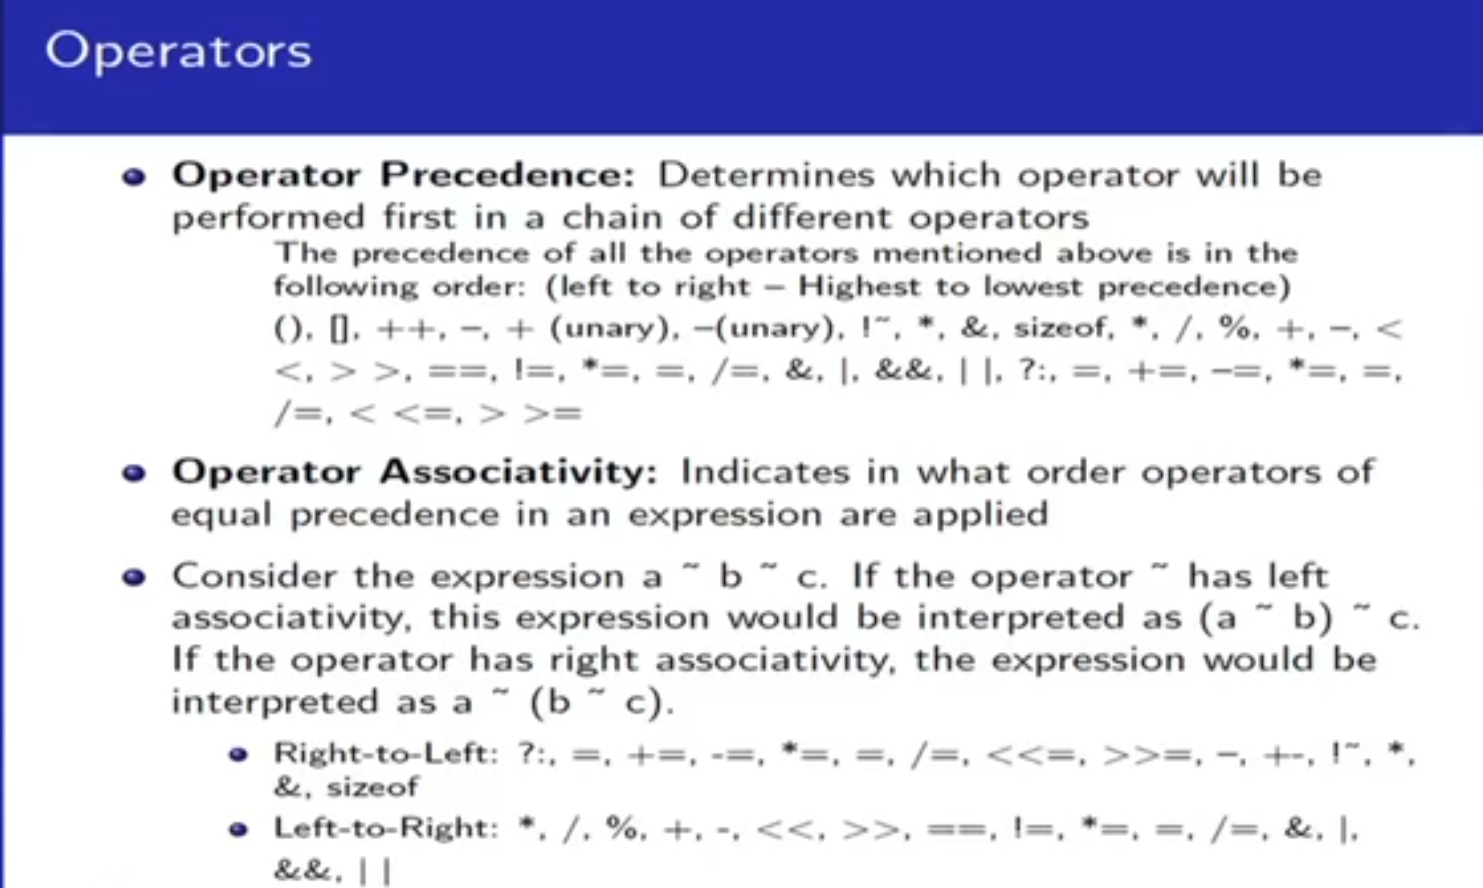 Operators
Operator Precedence: Determines which operator will be
performed first in a chain of different operators
The precedence of all the operators mentioned above is in the
following order: (left to right – Highest to lowest precedence)
(), [], ++, –, + (unary), –(unary), !~, *, &, sizeof, *, /, %, +, –, <
<, > >, ==, !=, *=, =, /=, &, |, &&, | |, ?:, =, +=, –=, *=, =,
/=, < <=, > >=
Operator Associativity: Indicates in what order operators of
equal precedence in an expression are applied
Consider the expression a ~ b ~ c. If the operator ~ has left
associativity, this expression would be interpreted as (a ~ b) ~ c.
If the operator has right associativity, the expression would be
interpreted as a ~ (b ~ c).
Right-to-Left: ?:, =, +=, -=, *=, =, /=, <<=, >>=, –, +-, !~, *,
&, sizeof
Left-to-Right: *, /, %, +, -, <<, >>, ==, !=, *=, =, /=, &, |,
&&, | |